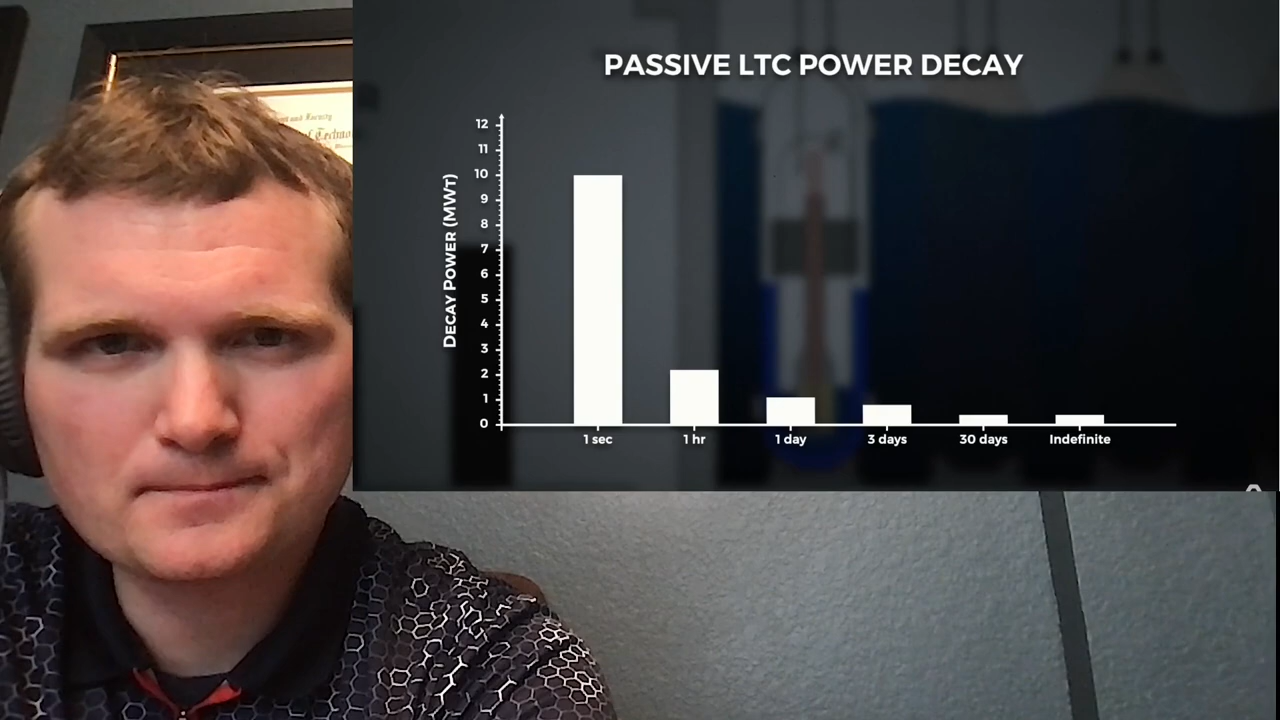 PASSIVE LTC POWER DECAY
DECAY POWER (MWT)
12
11
10
9
8
7
6
5
4
3
2
1
0
1 sec
1 hr
1 day
3 days
30 days
Indefinite